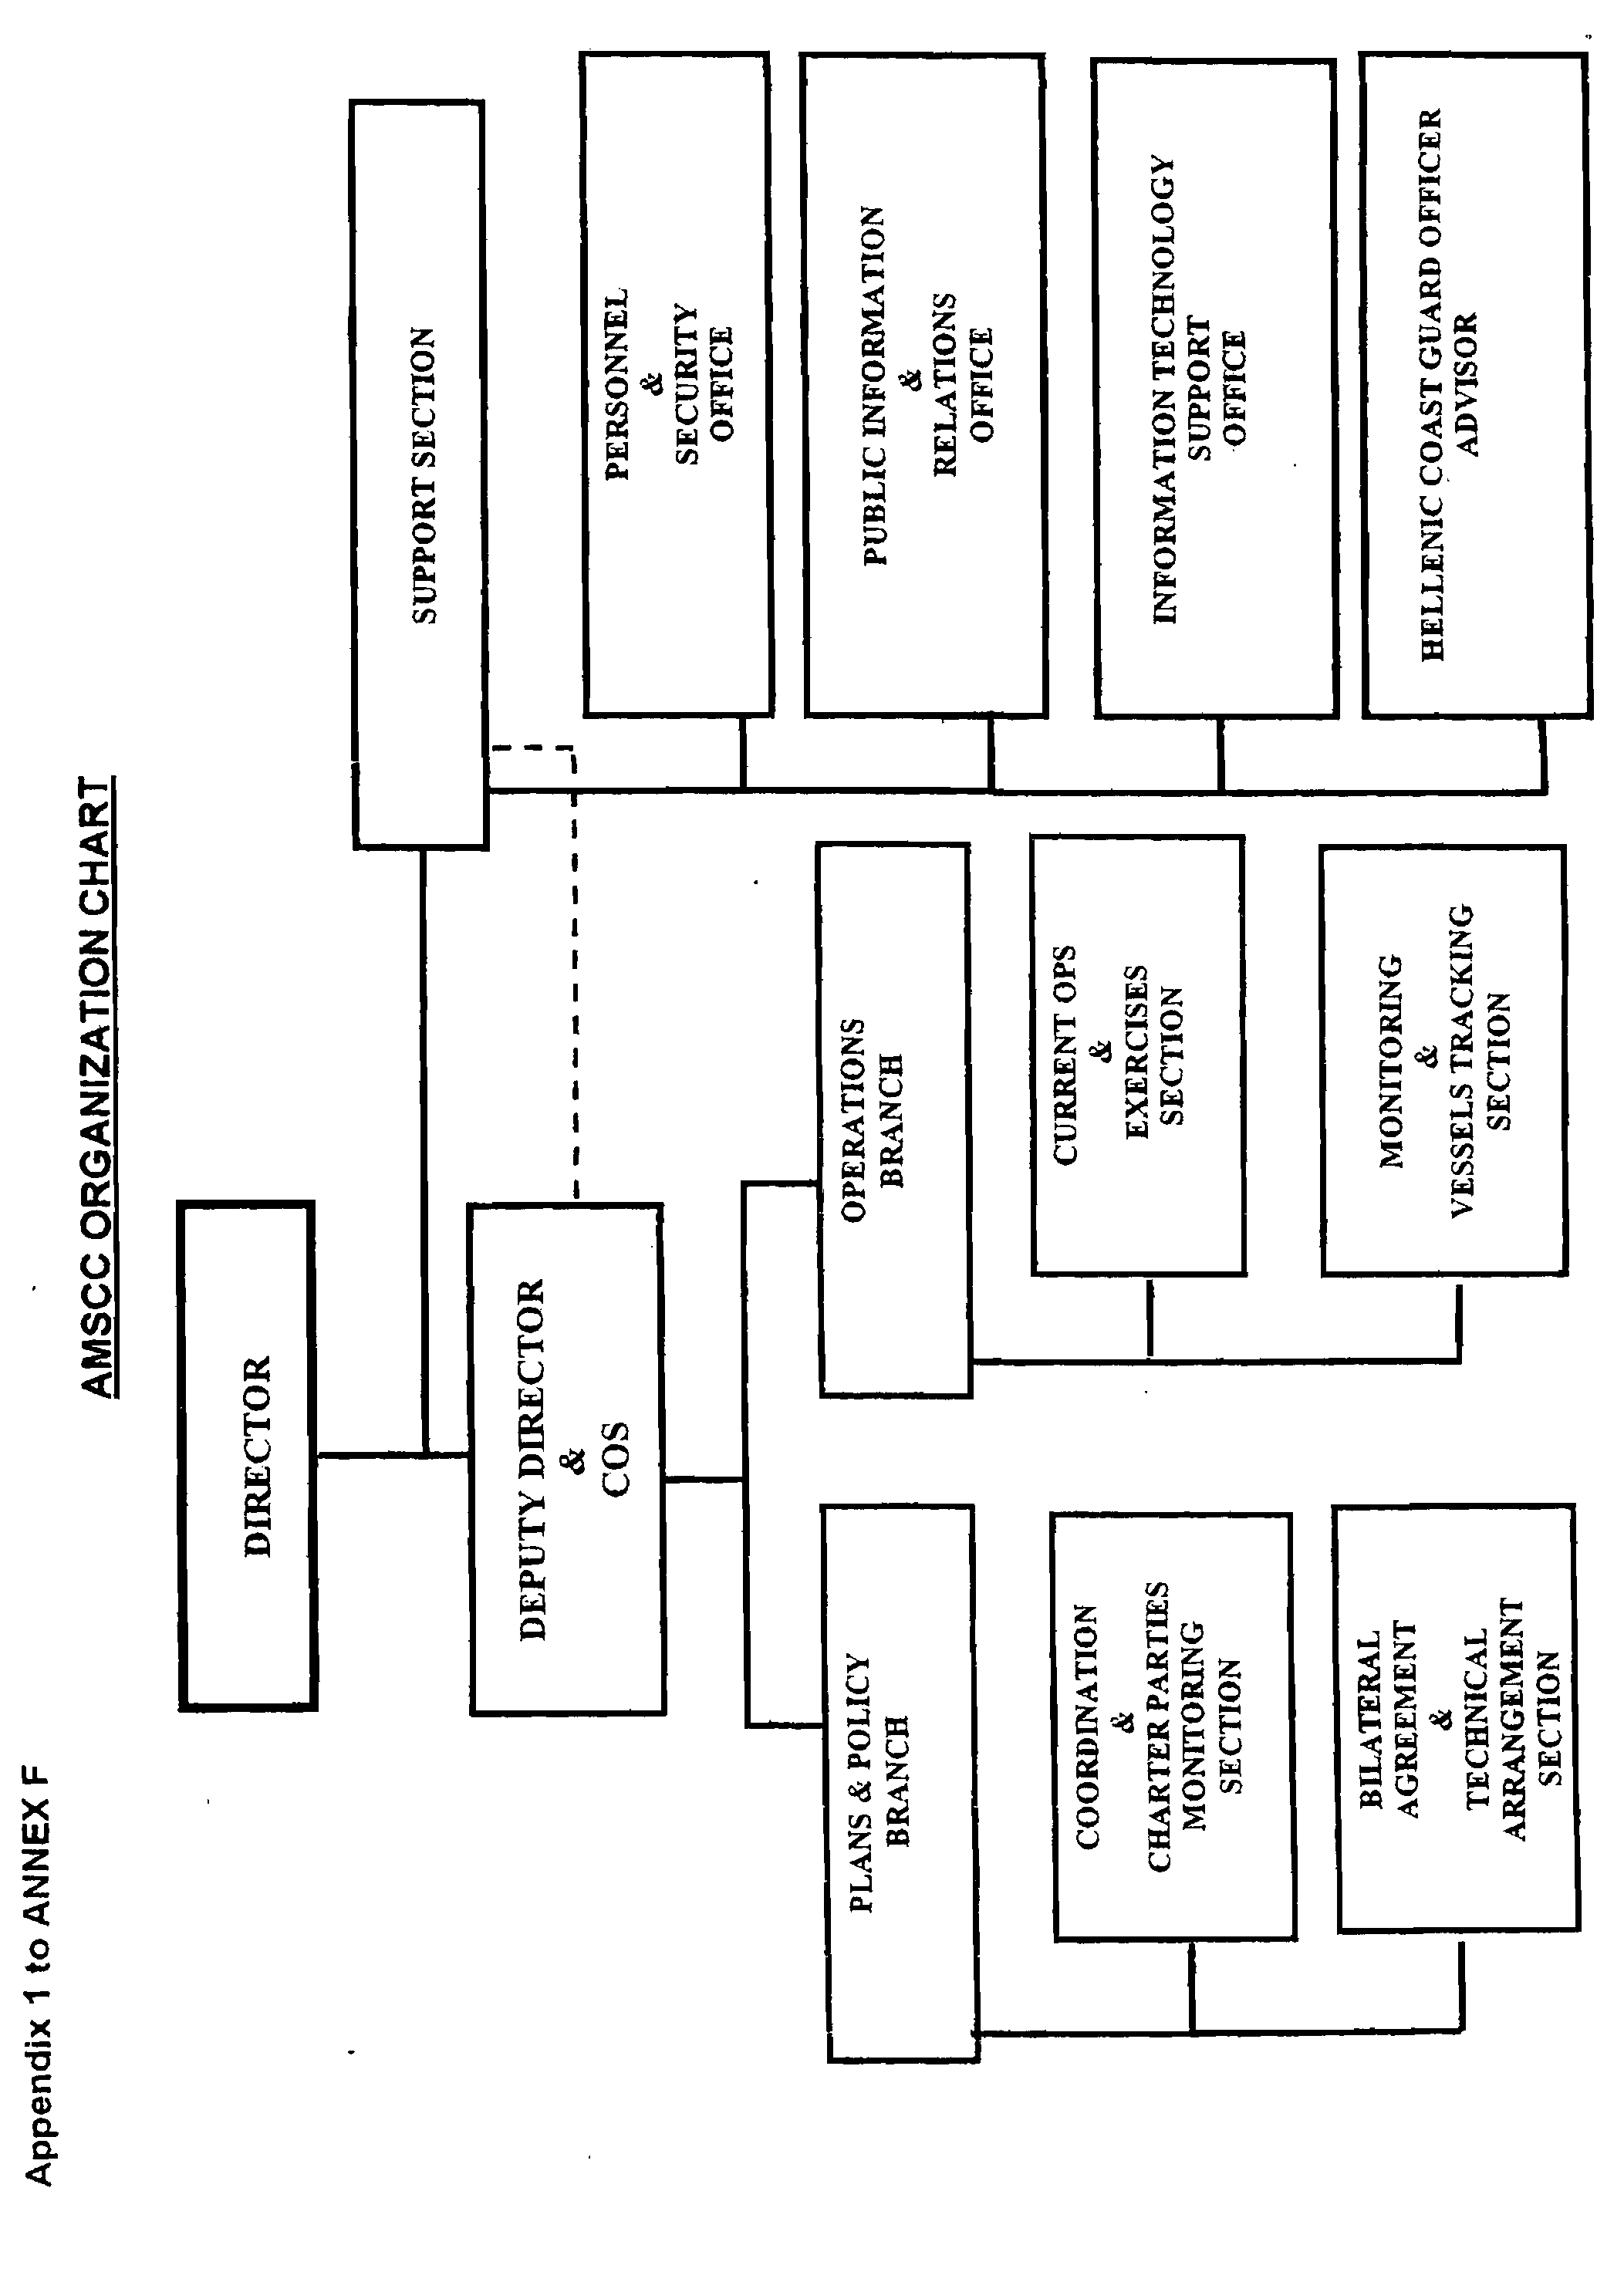 Appendix 1 to ANNEX F
AMSCC ORGANIZATION CHART
DIRECTOR
SUPPORT SECTION
DEPUTY DIRECTOR
&
COS
PERSONNEL
&
SECURITY
OFFICE
PUBLIC INFORMATION
&
RELATIONS
OFFICE
INFORMATION TECHNOLOGY
SUPPORT
OFFICE
HELLENIC COAST GUARD OFFICER
ADVISOR
PLANS & POLICY
BRANCH
OPERATIONS
BRANCH
COORDINATION
&
CHARTER PARTIES
MONITORING
SECTION
BILATERAL
AGREEMENT
&
TECHNICAL
ARRANGEMENT
SECTION
CURRENT OPS
&
EXERCISES
SECTION
MONITORING
&
VESSELS TRACKING
SECTION